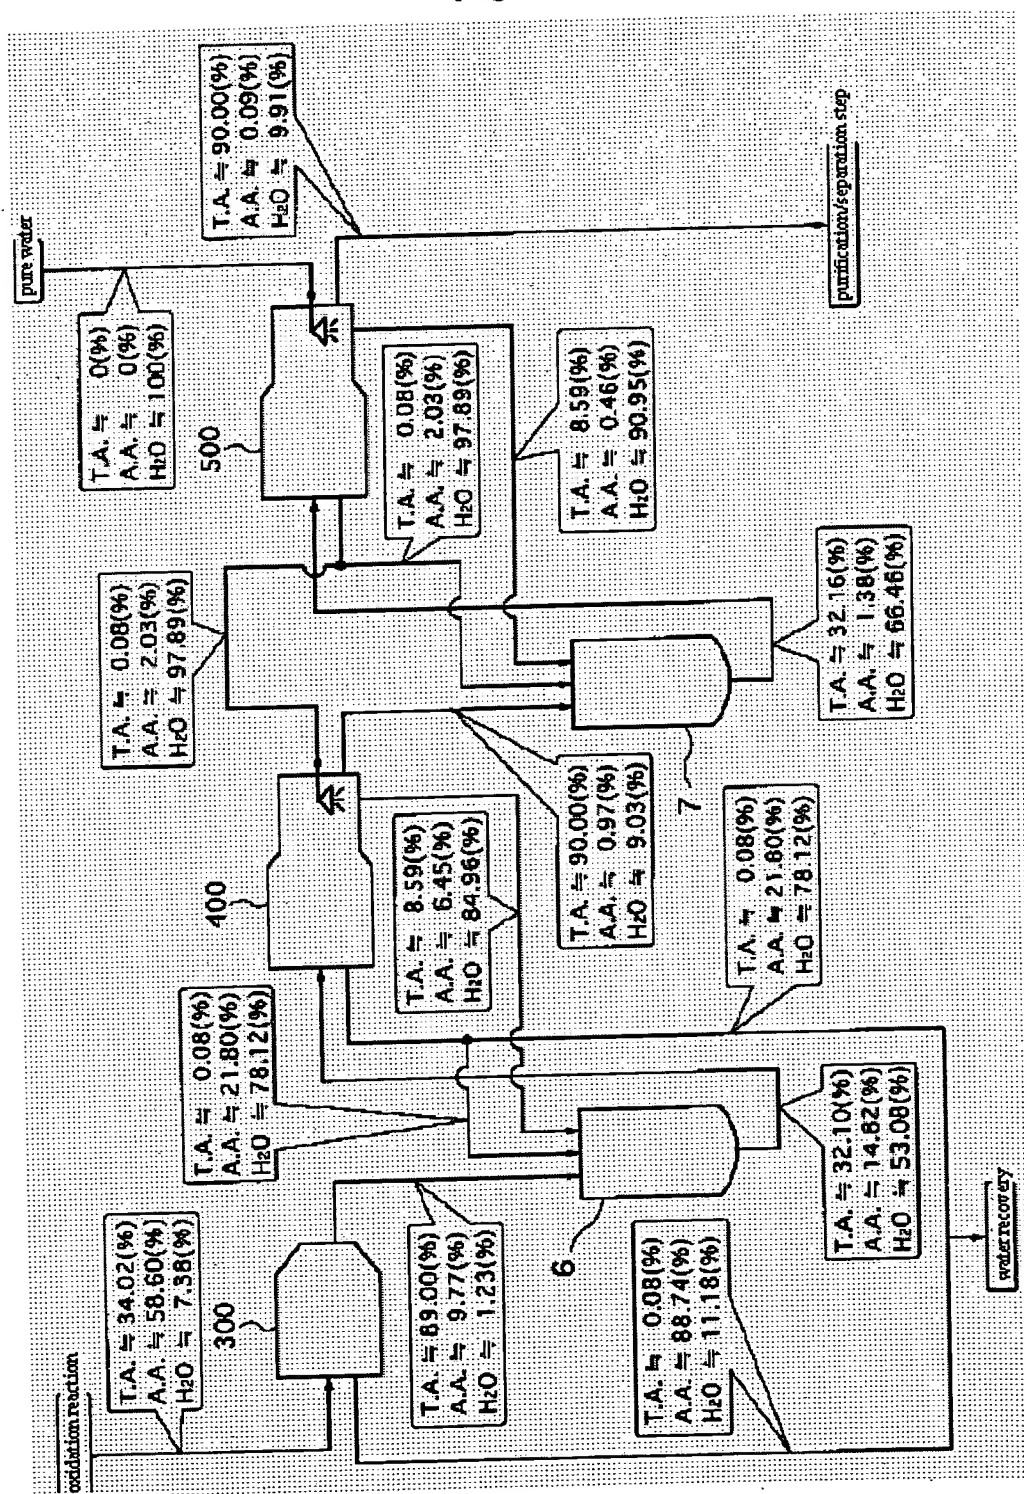 oxidation reaction
T.A. ≒ 34.02(%)
A.A. ≒ 58.60(%)
H₂O ≒ 7.38(%)
300
T.A. ≒ 89.00(%)
A.A. ≒ 9.77(%)
H₂O ≒ 1.23(%)
T.A. ≒ 0.08(%)
A.A. ≒ 88.74(%)
H₂O ≒ 11.18(%)
6
T.A. ≒ 0.08(%)
A.A. ≒ 21.80(%)
H₂O ≒ 78.12(%)
T.A. ≒ 32.10(%)
A.A. ≒ 14.82(%)
H₂O ≒ 53.08(%)
water recovery
400
T.A. ≒ 8.59(%)
A.A. ≒ 6.45(%)
H₂O ≒ 84.96(%)
T.A. ≒ 0.08(%)
A.A. ≒ 21.80(%)
H₂O ≒ 78.12(%)
T.A. ≒ 0.08(%)
A.A. ≒ 2.03(%)
H₂O ≒ 97.89(%)
T.A. ≒ 90.00(%)
A.A. ≒ 0.97(%)
H₂O ≒ 9.03(%)
7
T.A. ≒ 32.16(%)
A.A. ≒ 1.38(%)
H₂O ≒ 66.46(%)
500
T.A. ≒ 0.08(%)
A.A. ≒ 2.03(%)
H₂O ≒ 97.89(%)
T.A. ≒ 8.59(%)
A.A. ≒ 0.46(%)
H₂O ≒ 90.95(%)
T.A. ≒ 0(%)
A.A. ≒ 0(%)
H₂O ≒ 100(%)
pure water
T.A. ≒ 90.00(%)
A.A. ≒ 0.09(%)
H₂O ≒ 9.91(%)
purification/separation step